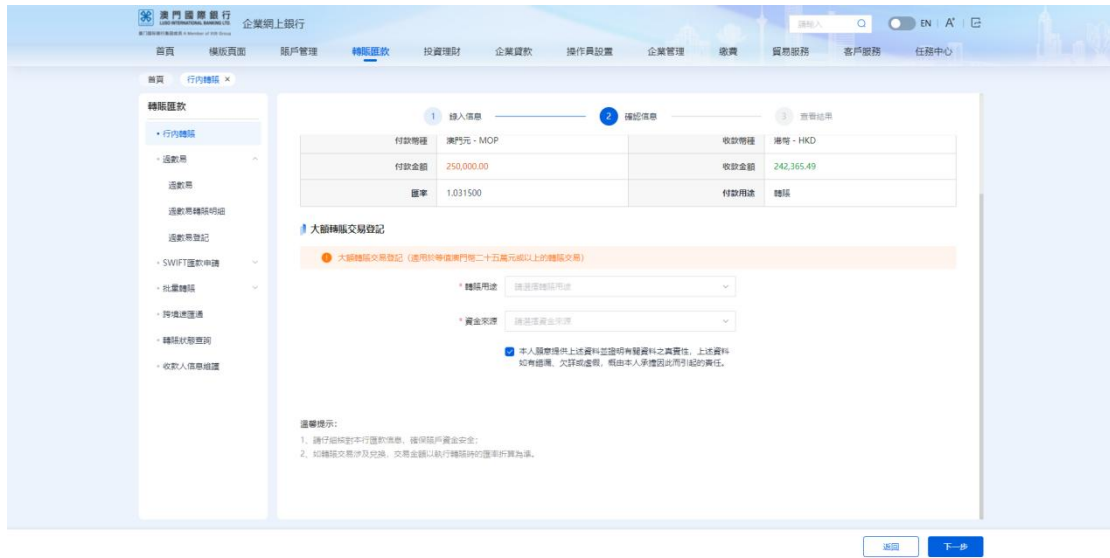 澳門國際銀行
LUSO INTERNATIONAL BANKING LTD.
企業網上銀行
請輸入
EN
A⁺
首頁 模版頁面 賬戶管理 轉賬匯款 投資理財 企業貸款 操作員設置 企業管理 繳費 貿易服務 客戶服務 任務中心
首頁 行內轉賬 ×
轉賬匯款
行內轉賬
過數易
過數易
過數易轉賬明細
過數易登記
SWIFT匯款申請
批量轉賬
跨境速匯通
轉賬狀態查詢
收款人信息維護
1 錄入信息 2 確認信息 3 查看結果
付款幣種 澳門元 - MOP 收款幣種 港幣 - HKD
付款金額 250,000.00 收款金額 242,365.49
匯率 1.031500 付款用途 轉賬
大額轉賬交易登記
大額轉賬交易登記（適用於等值澳門幣二十五萬元或以上的轉賬交易）
* 轉賬用途 請選擇轉賬用途
* 資金來源 請選擇資金來源
本人願意提供上述資料並證明有關資料之真實性，上述資料
如有錯漏、欠詳或虛假，概由本人承擔因此而引起的責任。
溫馨提示：
1、請仔細核對本行匯款信息，確保賬戶資金安全；
2、如轉賬交易涉及兌換，交易金額以執行轉賬時的匯率折算為準。
返回 下一步